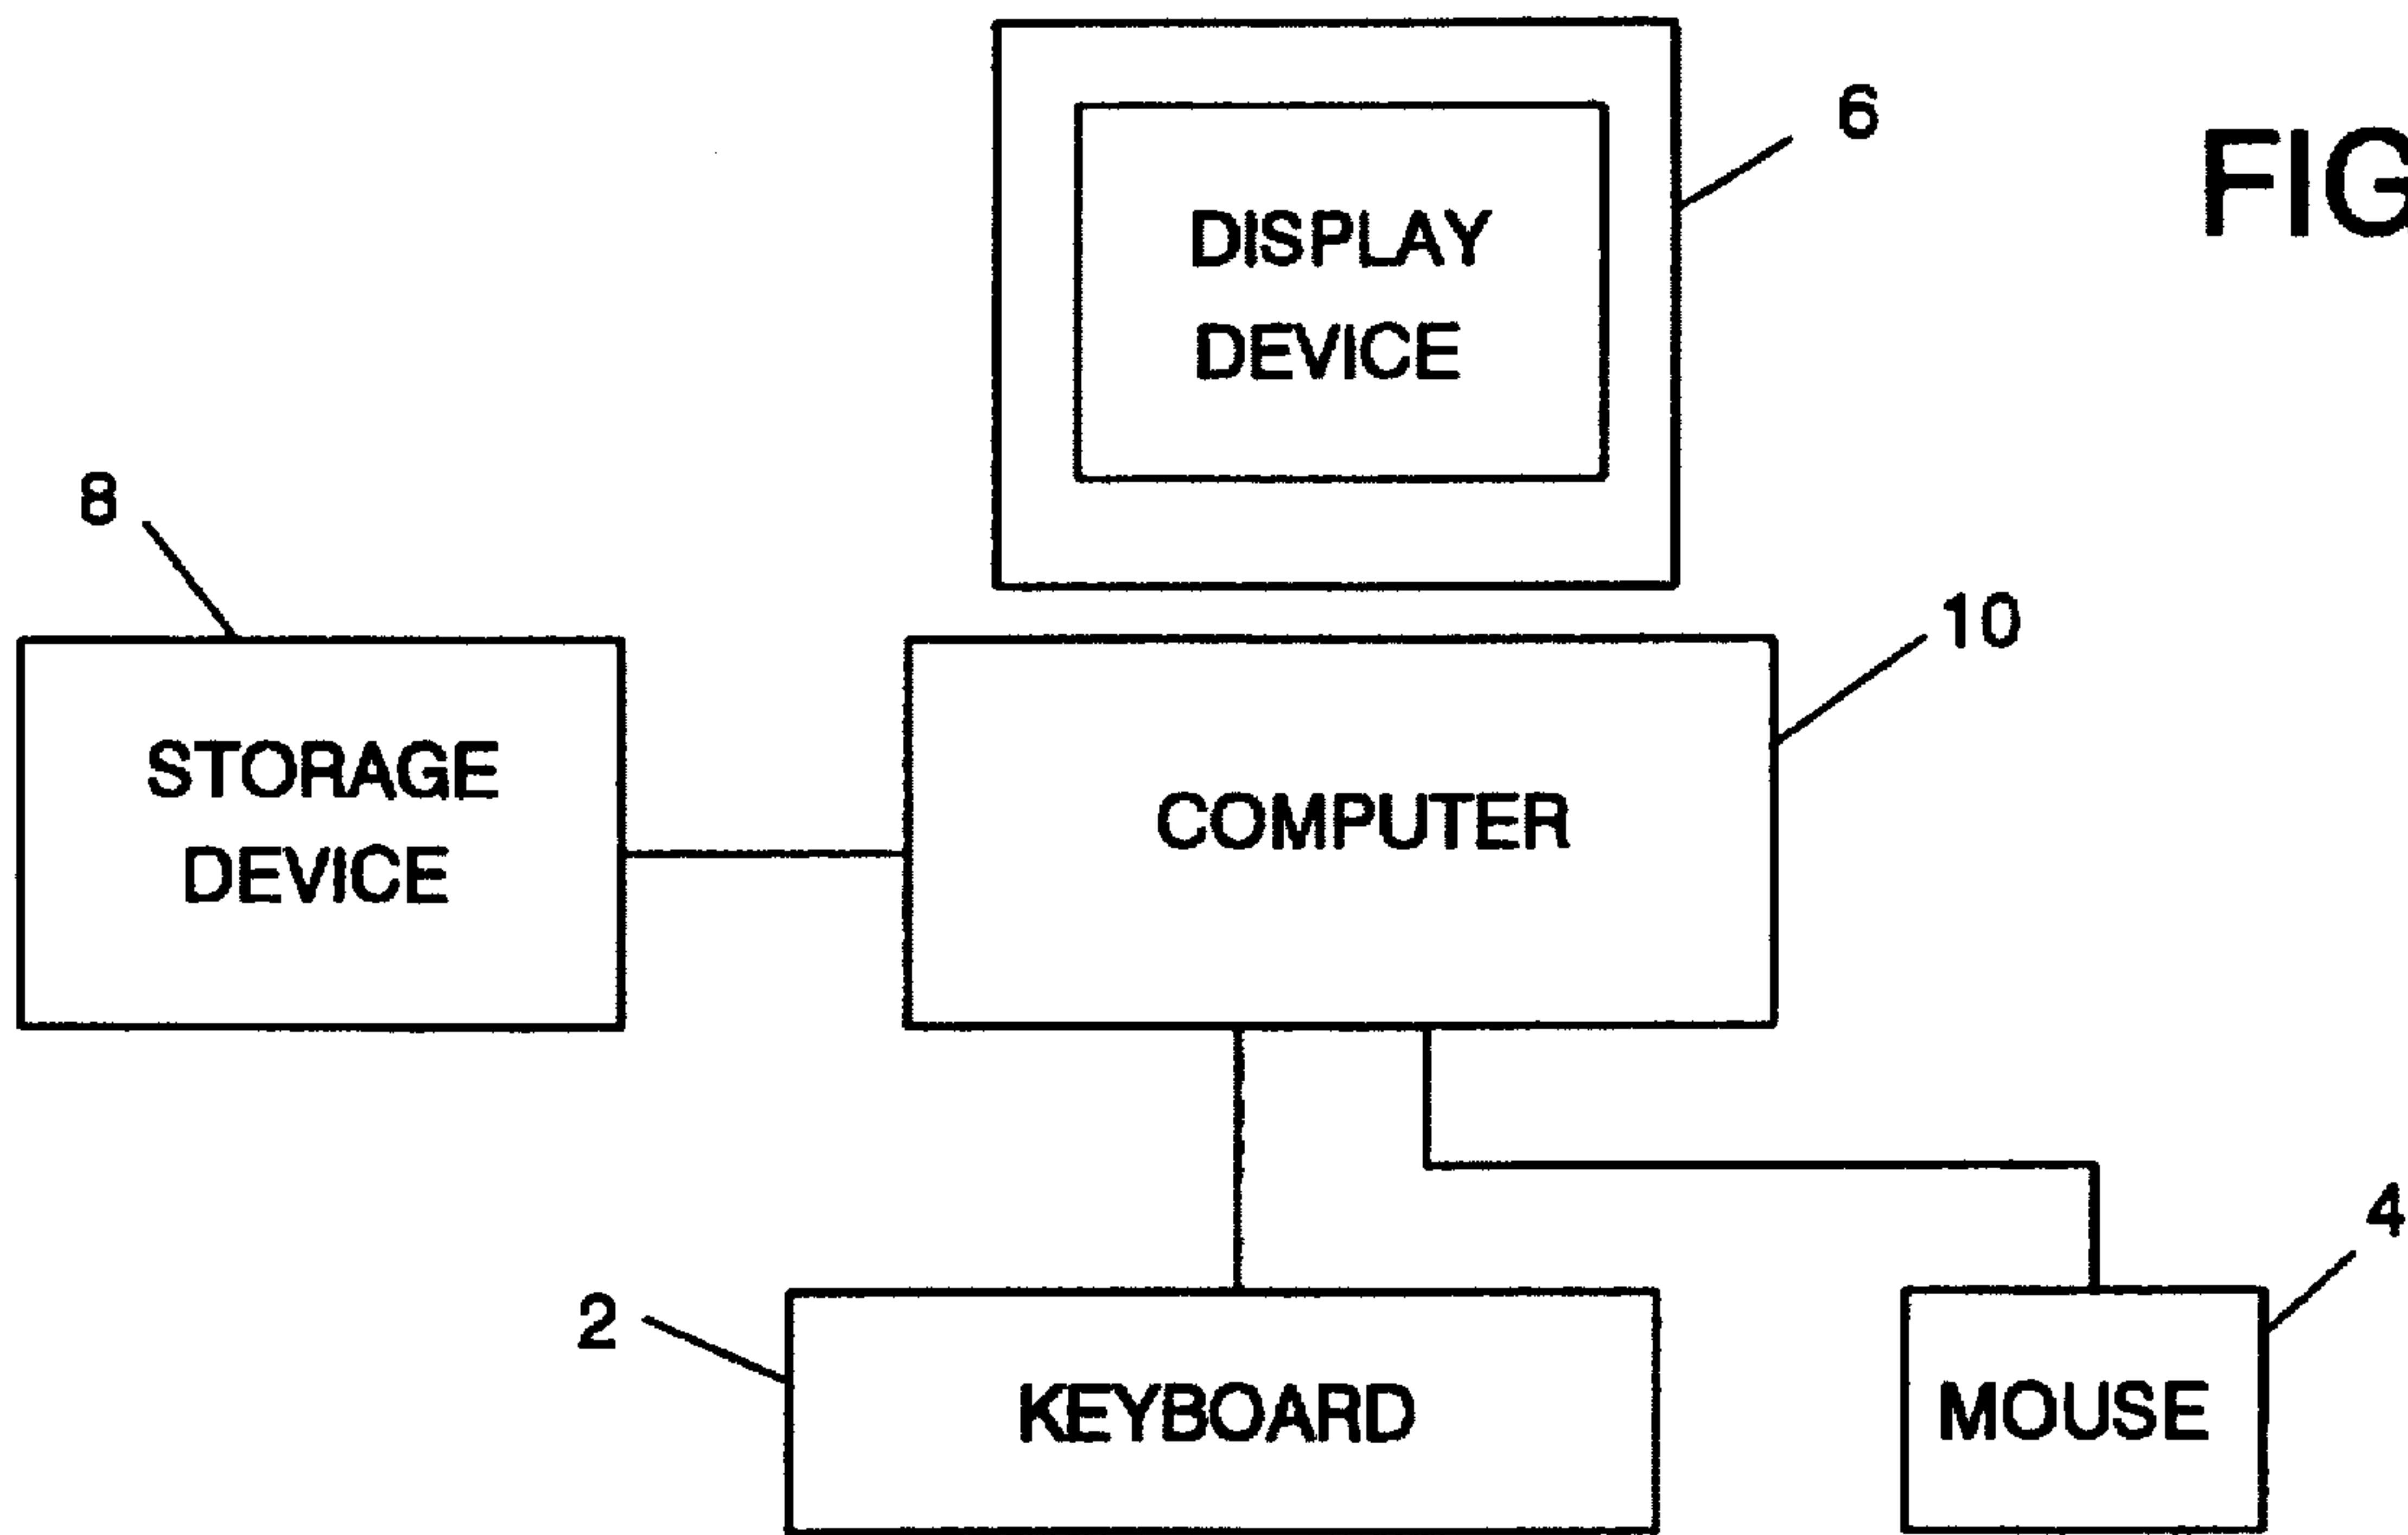 6
FIG
DISPLAY
DEVICE
8
10
STORAGE
DEVICE
COMPUTER
4
2
KEYBOARD
MOUSE